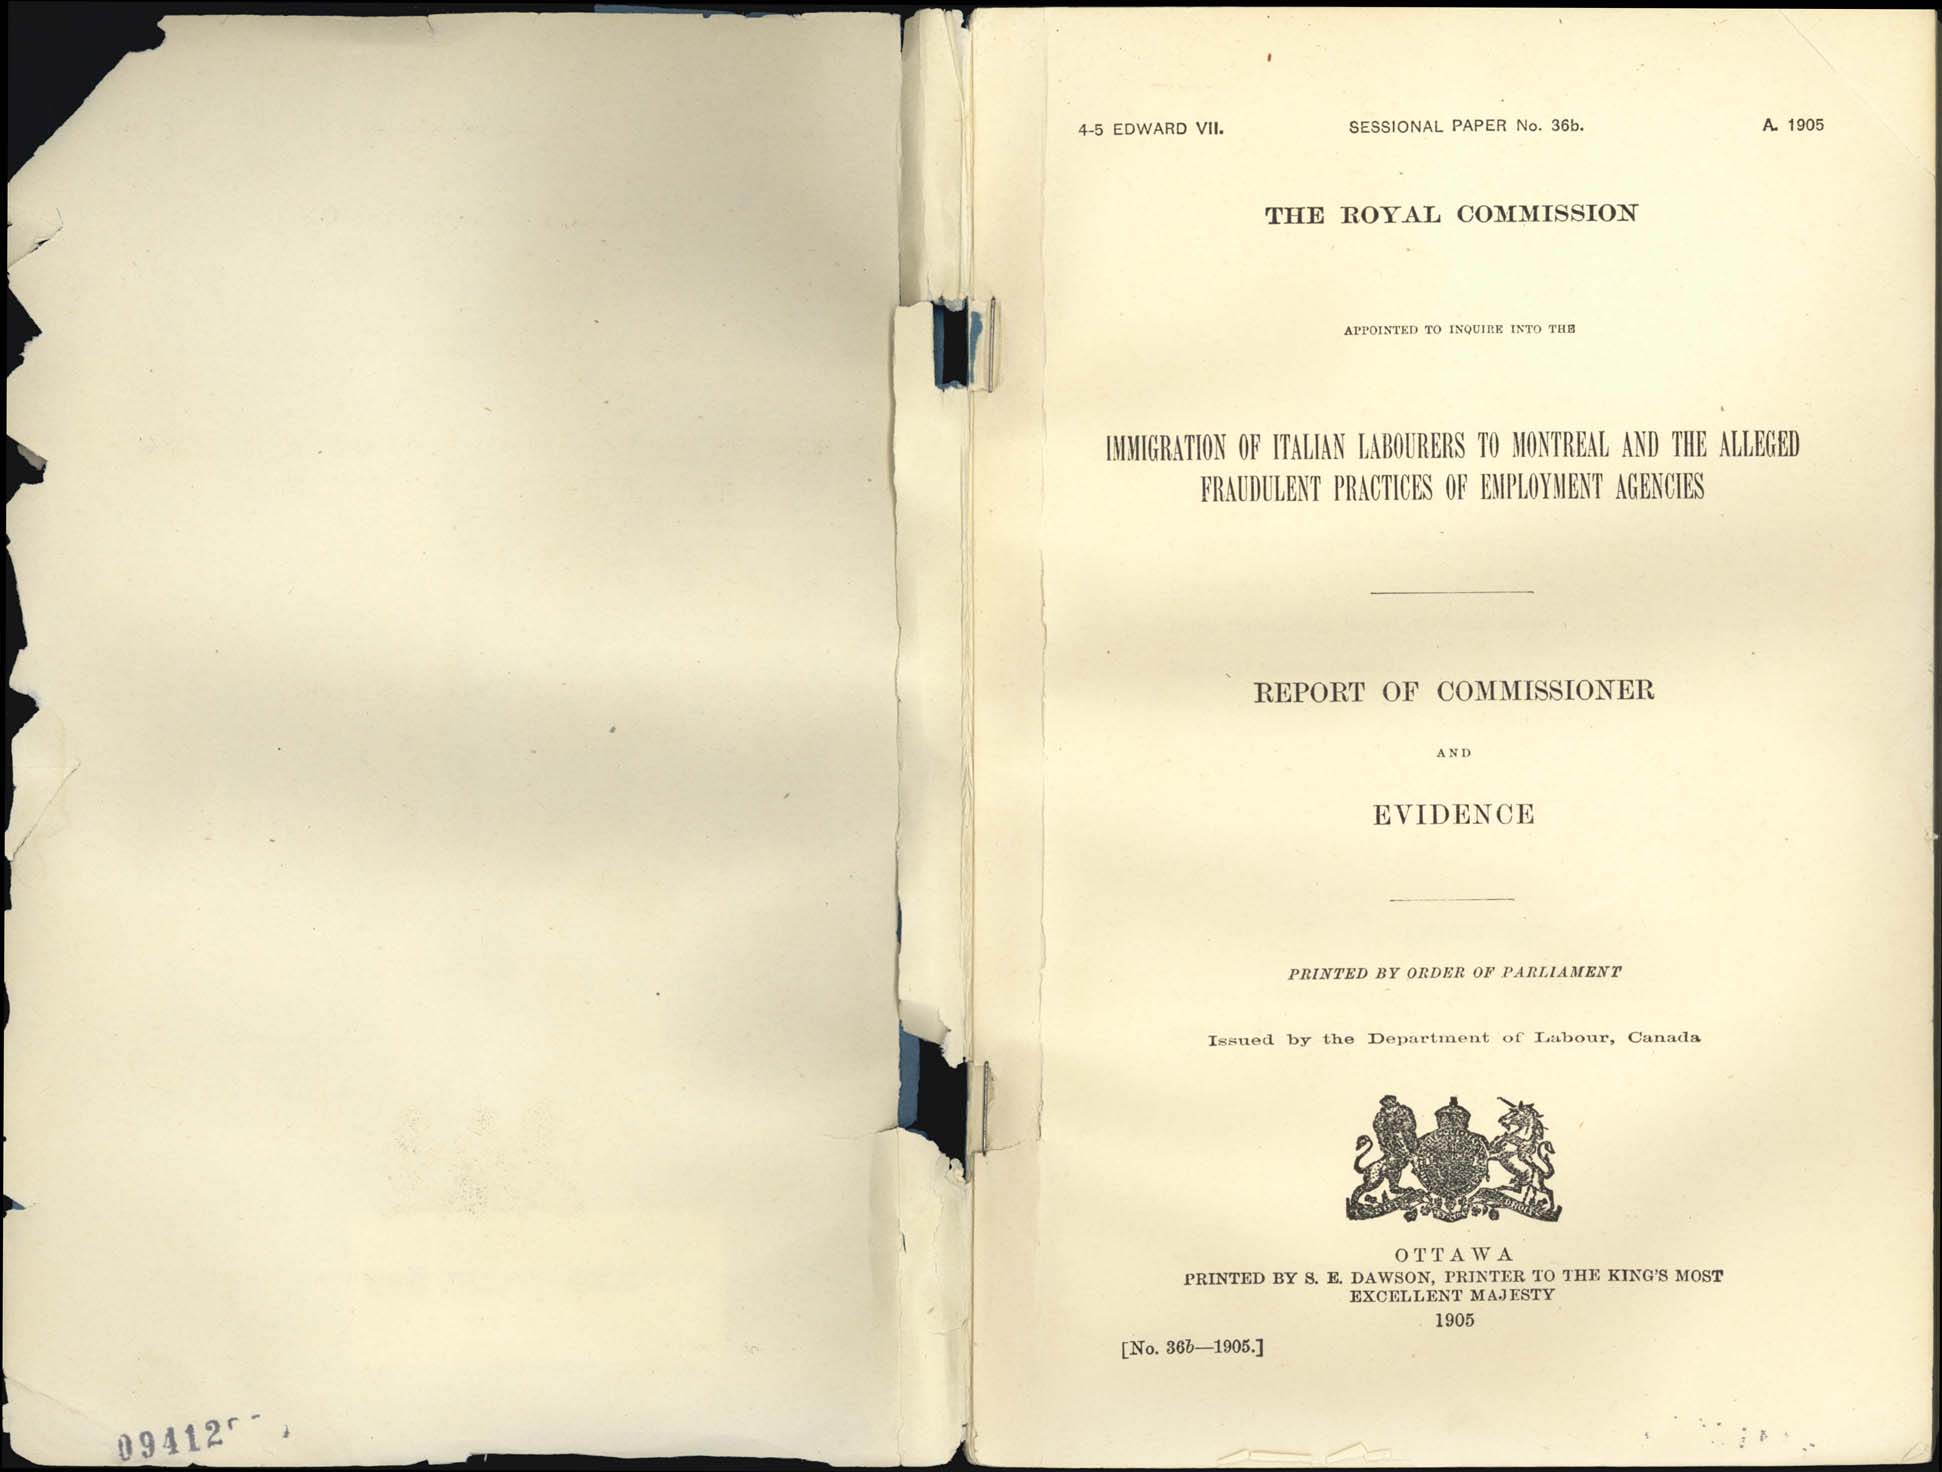 4-5 EDWARD VII. SESSIONAL PAPER No. 36b. A. 1905
THE ROYAL COMMISSION
APPOINTED TO INQUIRE INTO THE
IMMIGRATION OF ITALIAN LABOURERS TO MONTREAL AND THE ALLEGED
FRAUDULENT PRACTICES OF EMPLOYMENT AGENCIES
REPORT OF COMMISSIONER
AND
EVIDENCE
PRINTED BY ORDER OF PARLIAMENT
Issued by the Department of Labour, Canada
OTTAWA
PRINTED BY S. E. DAWSON, PRINTER TO THE KING'S MOST
EXCELLENT MAJESTY
1905
[No. 36b—1905.]